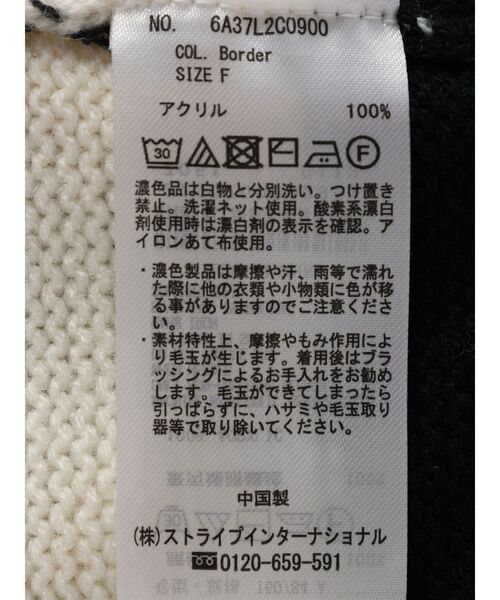 NO. 6A37L2C0900
COL. Border
SIZE F
アクリル 100%
30 F
濃色品は白物と分別洗い。つけ置き
禁止。洗濯ネット使用。酸素系漂白
剤使用時は漂白剤の表示を確認。ア
イロンあて布使用。
・濃色製品は摩擦や汗、雨等で濡れ
た際に他の衣類や小物類に色が移
る事がありますのでご注意くださ
い。
・素材特性上、摩擦やもみ作用によ
り毛玉が生じます。着用後はブラ
ッシングによるお手入れをお勧め
します。毛玉ができてしまったら
引っぱらずに、ハサミや毛玉取り
器等で取り除いてください。
中国製
(株)ストライプインターナショナル
0120-659-591